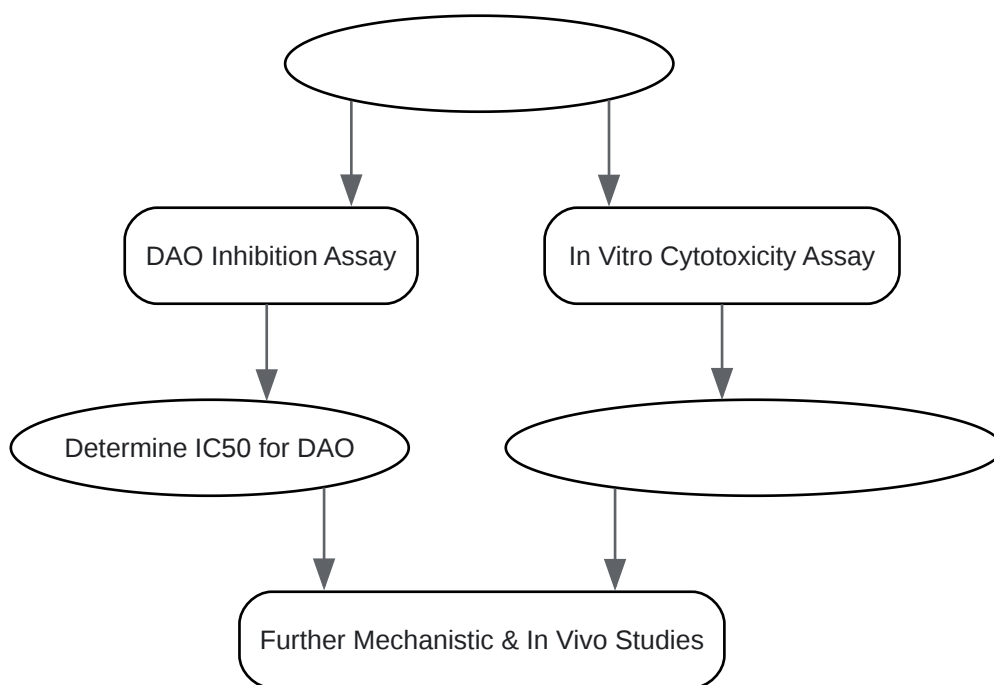 DAO Inhibition Assay
In Vitro Cytotoxicity Assay
Determine IC50 for DAO
Further Mechanistic & In Vivo Studies